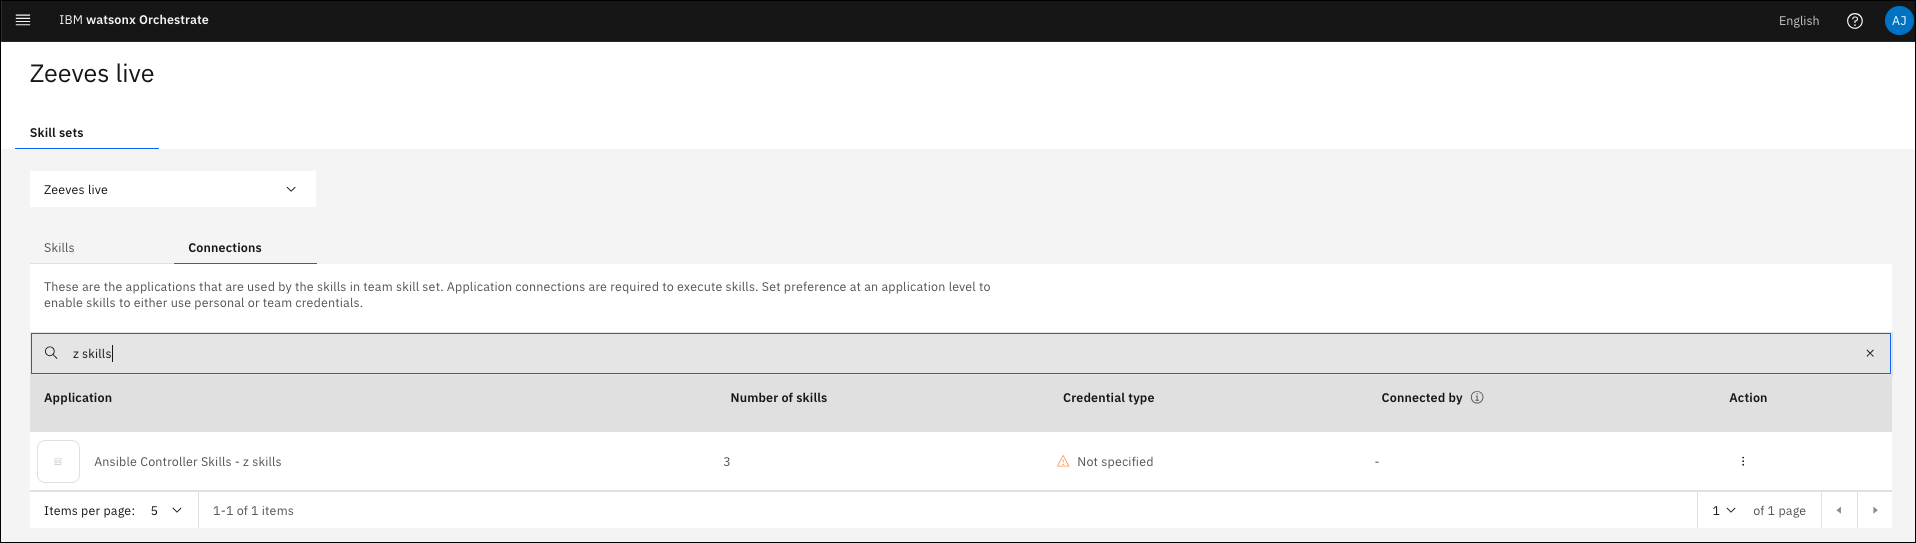 IBM watsonx Orchestrate
English
AJ
Zeeves live
Skill sets
Zeeves live
Skills
Connections
These are the applications that are used by the skills in team skill set. Application connections are required to execute skills. Set preference at an application level to
enable skills to either use personal or team credentials.
z skills
Application
Number of skills
Credential type
Connected by
Action
Ansible Controller Skills - z skills
3
Not specified
-
Items per page: 5
1-1 of 1 items
1
of 1 page